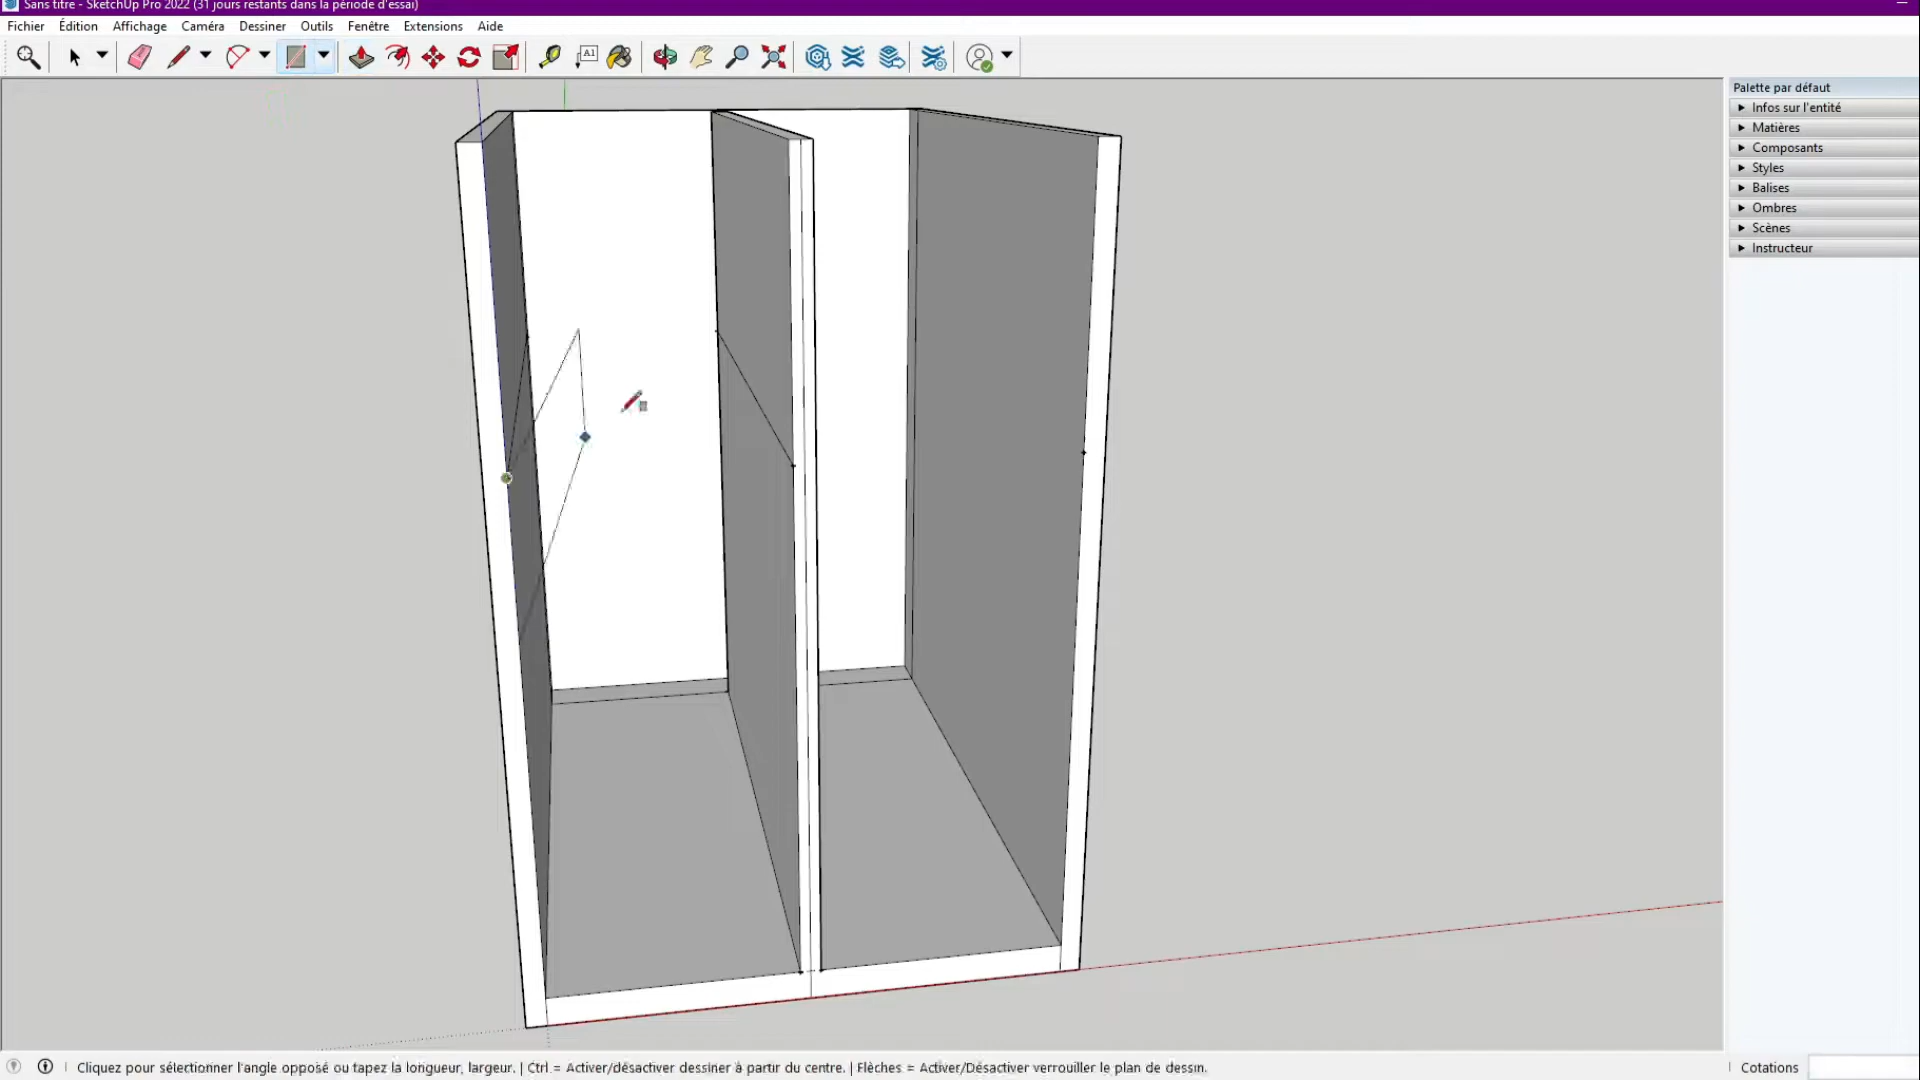 Sans titre - SketchUp Pro 2022 (31 jours restants dans la période d'essai)
Fichier Édition Affichage Caméra Dessiner Outils Fenêtre Extensions Aide
A1
Palette par défaut
Infos sur l'entité
Matières
Composants
Styles
Balises
Ombres
Scènes
Instructeur
Cliquez pour sélectionner l'angle opposé ou tapez la longueur, largeur. | Ctrl = Activer/désactiver dessiner à partir du centre. | Flèches = Activer/Désactiver verrouiller le plan de dessin.
Cotations